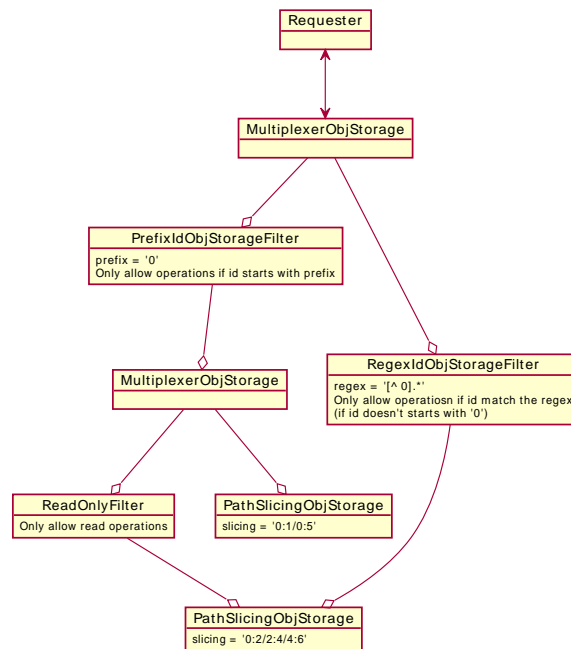 Requester
MultiplexerObjStorage
PrefixIdObjStorageFilter
prefix = '0'
Only allow operations if id starts with prefix
RegexIdObjStorageFilter
regex = '[^ 0].*'
Only allow operatiosn if id match the regex
(if id doesn't starts with '0')
MultiplexerObjStorage
ReadOnlyFilter
Only allow read operations
PathSlicingObjStorage
slicing = '0:1/0:5'
PathSlicingObjStorage
slicing = '0:2/2:4/4:6'